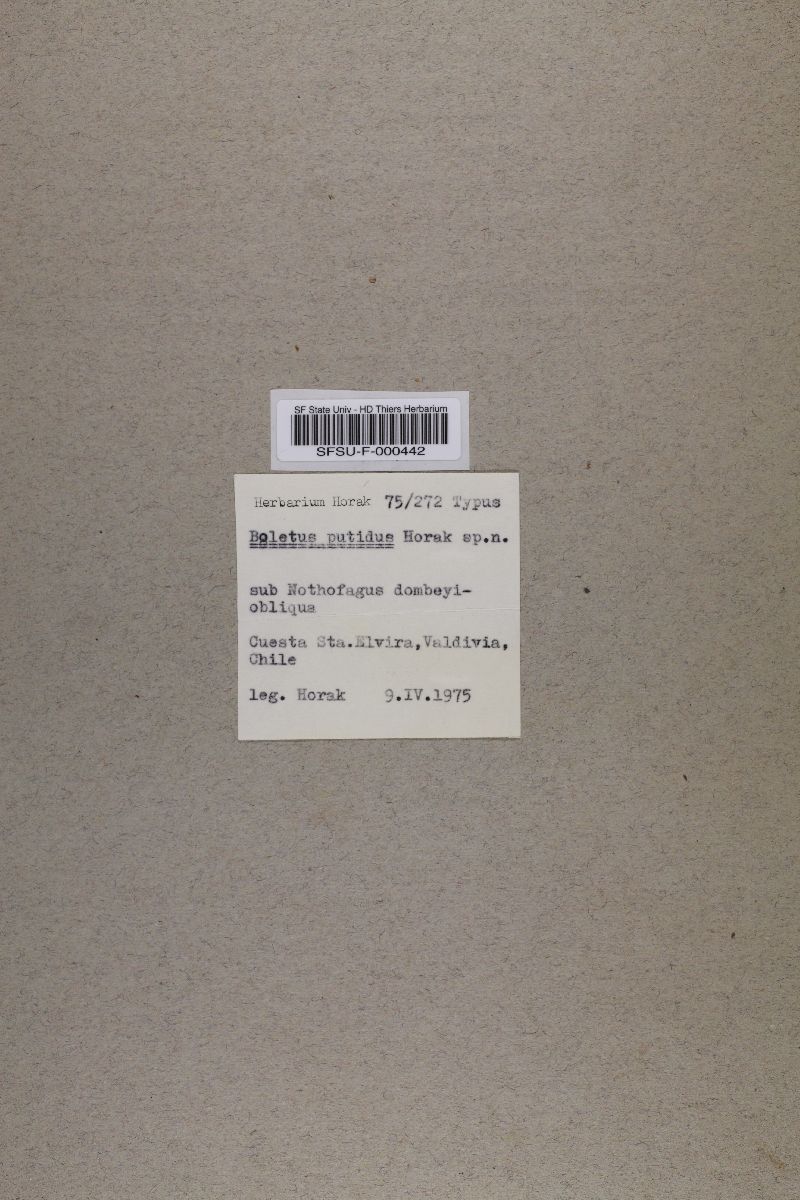 SF State Univ - HD Thiers Herbarium
SFSU-F-000442
Herbarium Horak 75/272 Typus
Boletus putidus Horak sp.n.
sub Nothofagus dombeyi-
obliqua
Cuesta Sta.Elvira,Valdivia,
Chile
leg. Horak 9.IV.1975